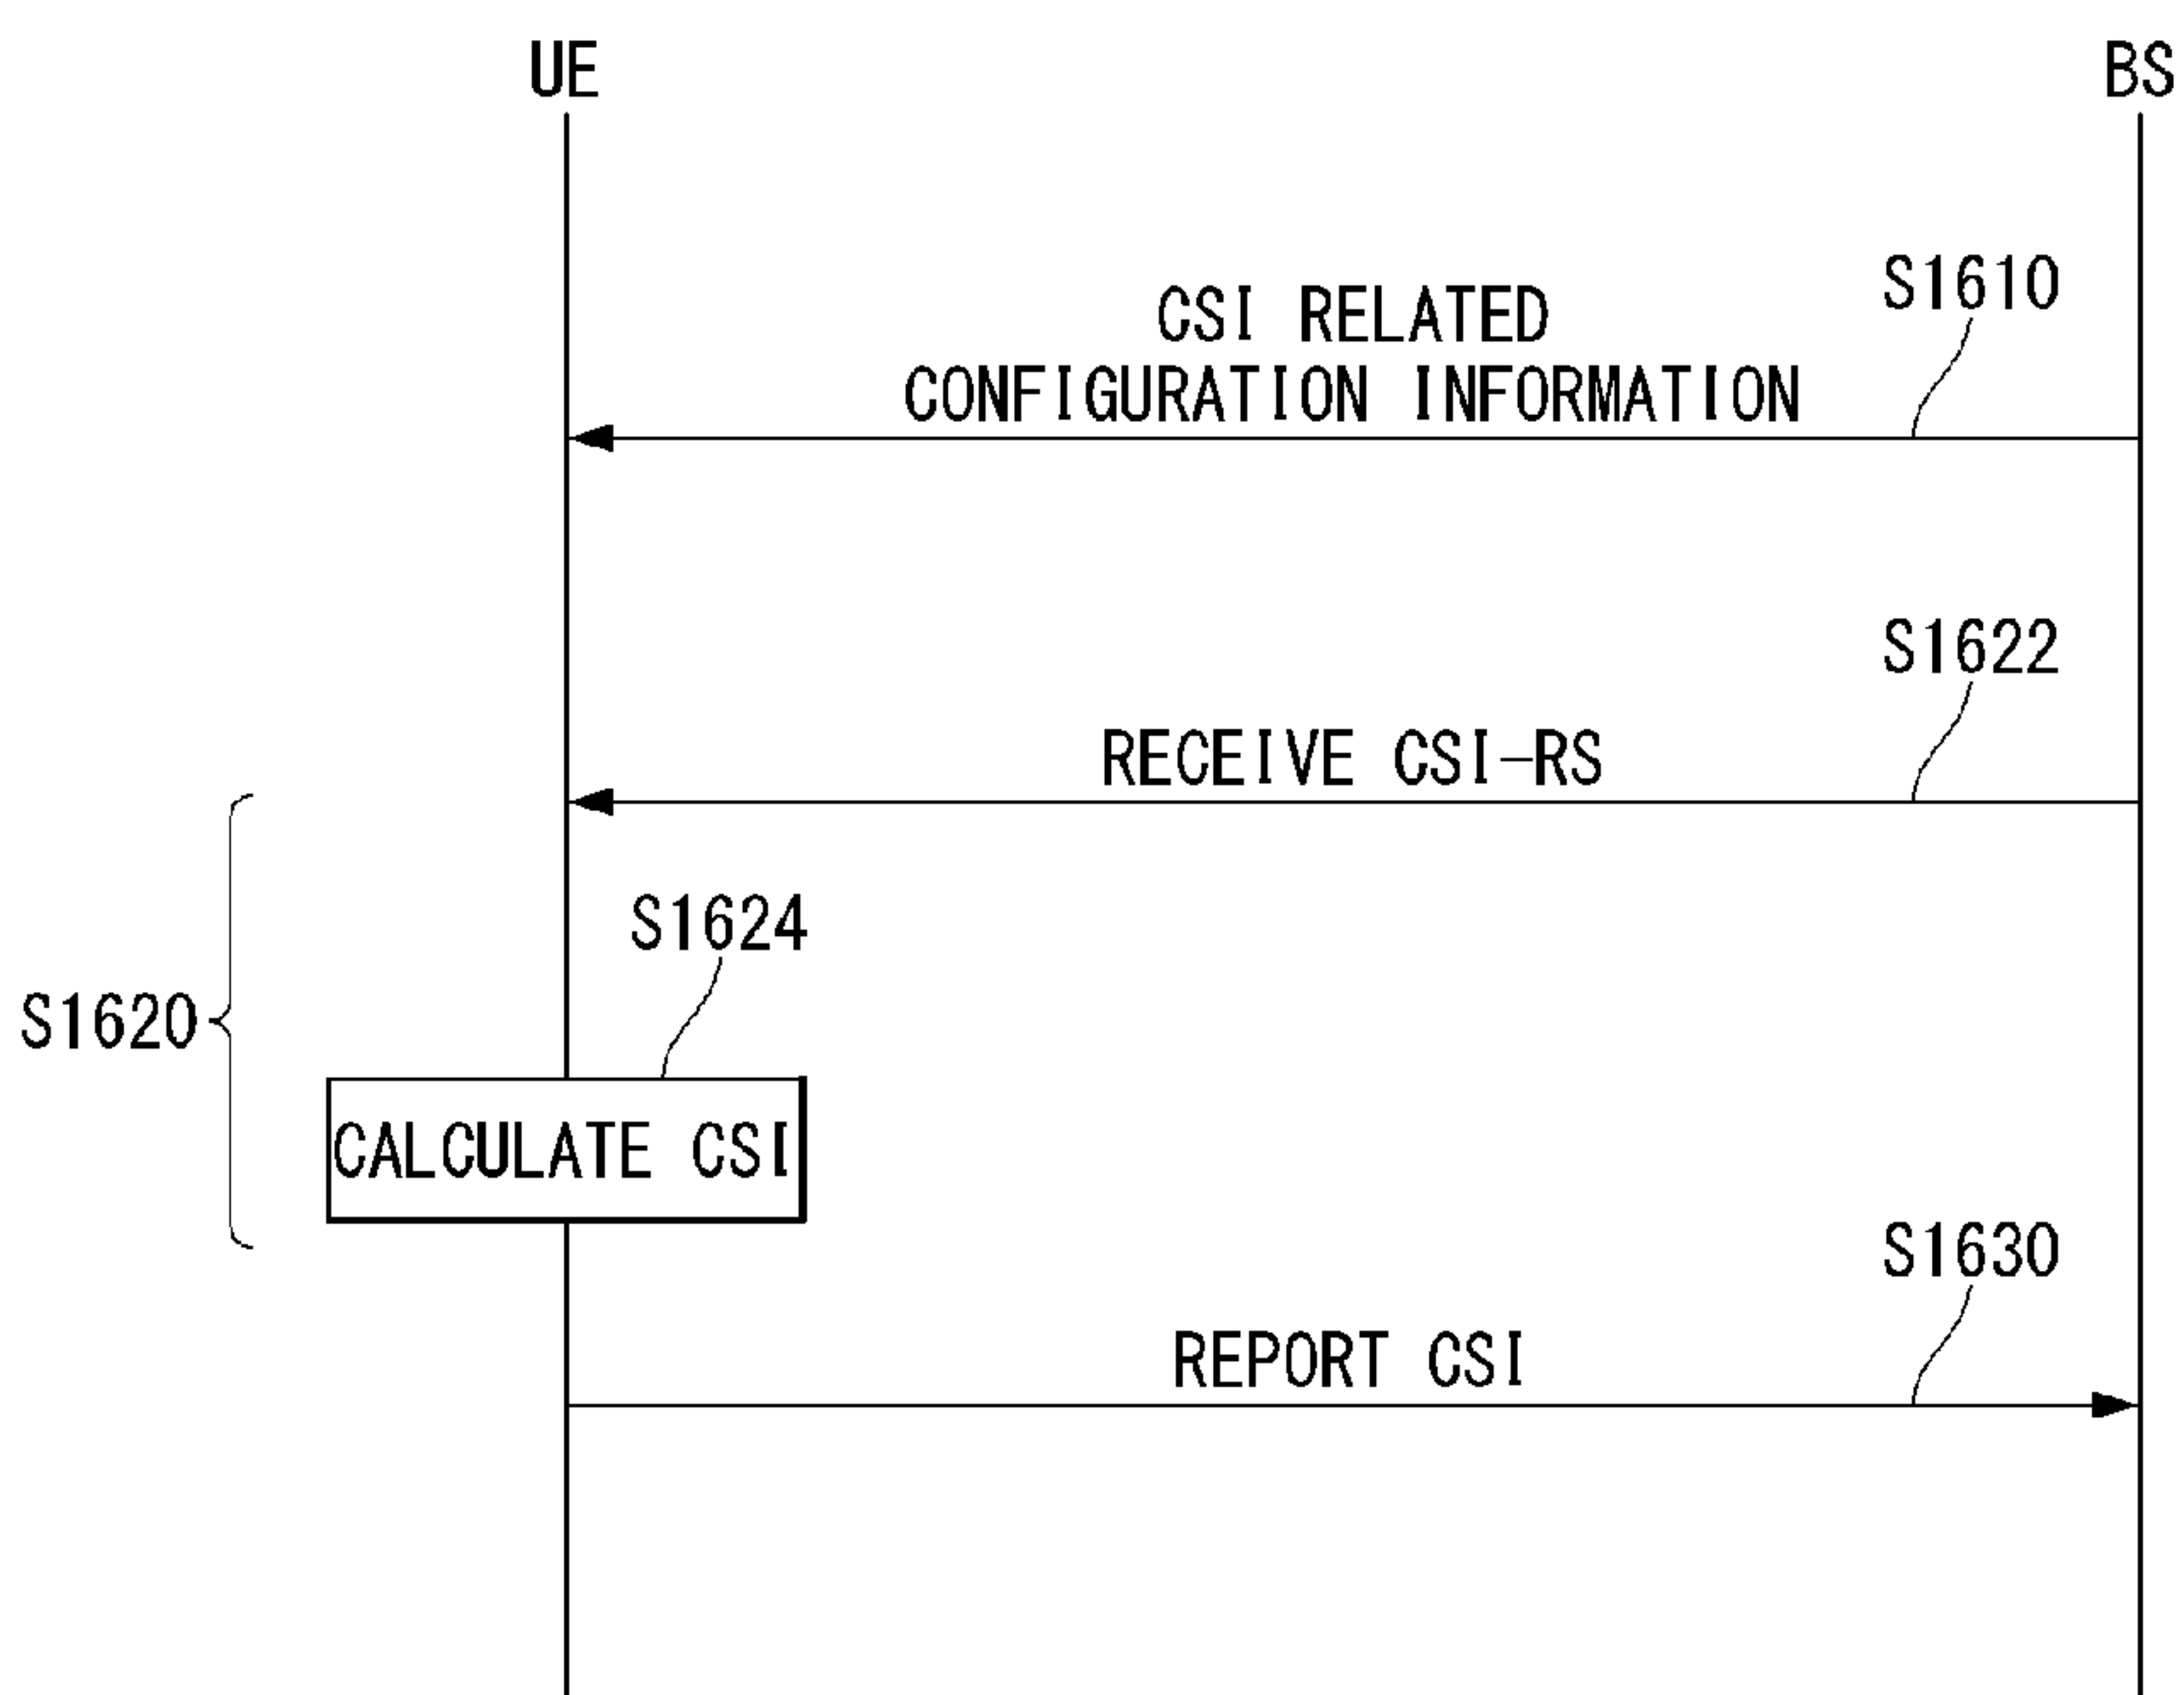 UE
BS
S1610
CSI RELATED
CONFIGURATION INFORMATION
S1622
RECEIVE CSI-RS
S1624
S1620
CALCULATE CSI
S1630
REPORT CSI